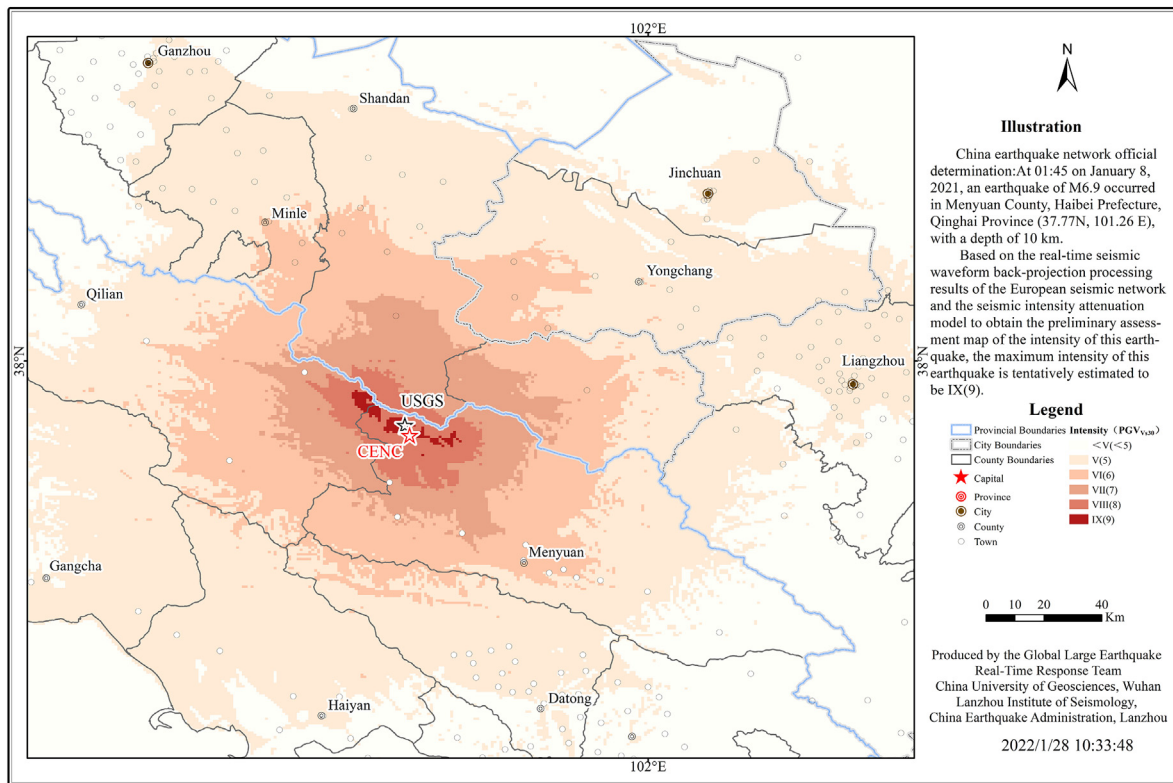 102°E
N
Ganzhou
Shandan
Jinchuan
Minle
Yongchang
Qilian
38°N
38°N
Liangzhou
USGS
CENC
Menyuan
Gangcha
Haiyan
Datong
102°E
Illustration
China earthquake network official
determination:At 01:45 on January 8,
2021, an earthquake of M6.9 occurred
in Menyuan County, Haibei Prefecture,
Qinghai Province (37.77N, 101.26 E),
with a depth of 10 km.
Based on the real-time seismic
waveform back-projection processing
results of the European seismic network
and the seismic intensity attenuation
model to obtain the preliminary assess-
ment map of the intensity of this earth-
quake, the maximum intensity of this
earthquake is tentatively estimated to
be IX(9).
Legend
Provincial Boundaries
City Boundaries
County Boundaries
Capital
Province
City
County
Town
Intensity（PGVVs30）
＜V(＜5)
V(5)
VI(6)
VII(7)
VIII(8)
IX(9)
0 10 20 40
Km
Produced by the Global Large Earthquake
Real-Time Response Team
China University of Geosciences, Wuhan
Lanzhou Institute of Seismology,
China Earthquake Administration, Lanzhou
2022/1/28 10:33:48